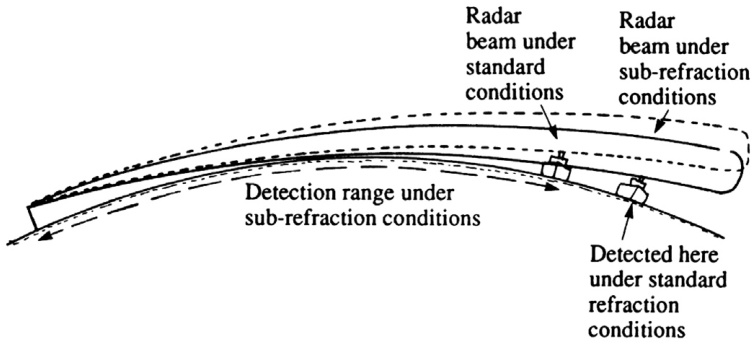 Radar
beam under
standard
conditions
Radar
beam under
sub-refraction
conditions
Detection range under
sub-refraction conditions
Detected here
under standard
refraction
conditions